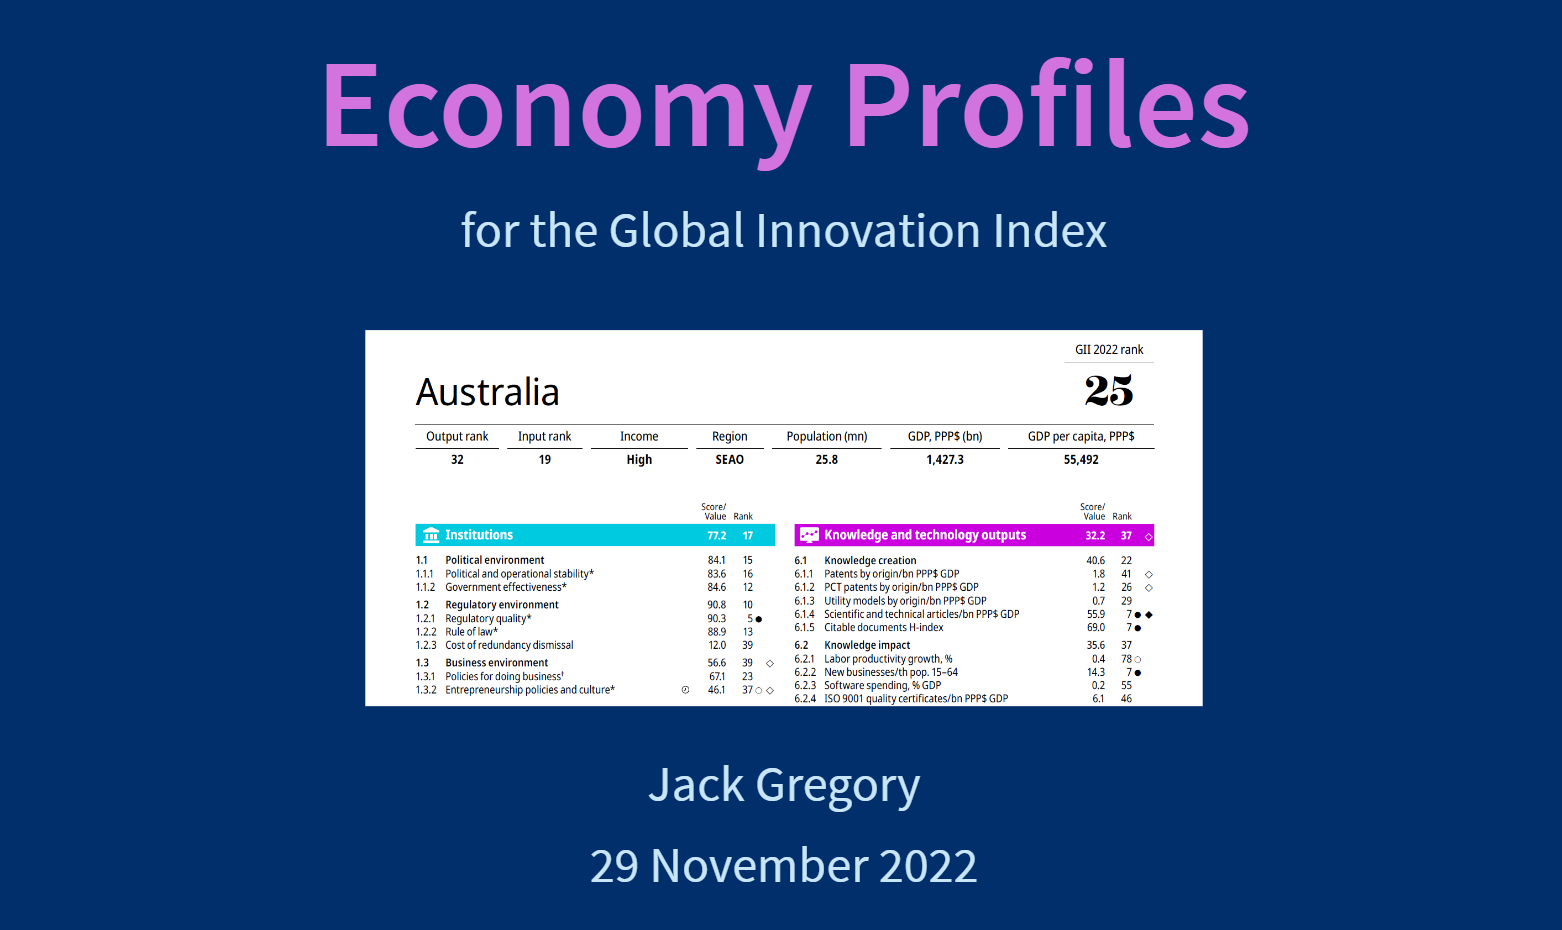 Economy Profiles
for the Global Innovation Index
GII 2022 rank
Australia
25
Output rank Input rank Income Region Population (mn) GDP, PPP$ (bn) GDP per capita, PPP$
32 19 High SEAO 25.8 1,427.3 55,492
Score/
Value Rank
Institutions 77.2 17
1.1 Political environment 84.1 15
1.1.1 Political and operational stability* 83.6 16
1.1.2 Government effectiveness* 84.6 12
1.2 Regulatory environment 90.8 10
1.2.1 Regulatory quality* 90.3 5 ●
1.2.2 Rule of law* 88.9 13
1.2.3 Cost of redundancy dismissal 12.0 39
1.3 Business environment 56.6 39 ◇
1.3.1 Policies for doing business† 67.1 23
1.3.2 Entrepreneurship policies and culture* 46.1 37 ○ ◇
Score/
Value Rank
Knowledge and technology outputs 32.2 37 ◇
6.1 Knowledge creation 40.6 22
6.1.1 Patents by origin/bn PPP$ GDP 1.8 41 ◇
6.1.2 PCT patents by origin/bn PPP$ GDP 1.2 26 ◇
6.1.3 Utility models by origin/bn PPP$ GDP 0.7 29
6.1.4 Scientific and technical articles/bn PPP$ GDP 55.9 7 ● ◆
6.1.5 Citable documents H-index 69.0 7 ●
6.2 Knowledge impact 35.6 37
6.2.1 Labor productivity growth, % 0.4 78 ○
6.2.2 New businesses/th pop. 15–64 14.3 7 ●
6.2.3 Software spending, % GDP 0.2 55
6.2.4 ISO 9001 quality certificates/bn PPP$ GDP 6.1 46
Jack Gregory
29 November 2022